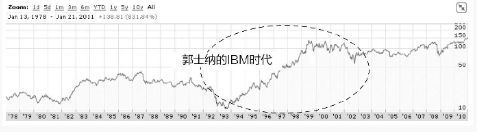 Zoom: 1d 5d 1m 3m 6m YTD 1y 5y 10y All
Jan 13, 1978 - Jan 21, 2011 +138.81 (831.84%)
200
150
100
郭士纳的IBM时代
50
10
'78 '79 '80 '81 '82 '83 '84 '85 '86 '87 '88 '89 '90 '91 '92 '93 '94 '95 '96 '97 '98 '99 '00 '01 '02 '03 '04 '05 '06 '07 '08 '09 '10